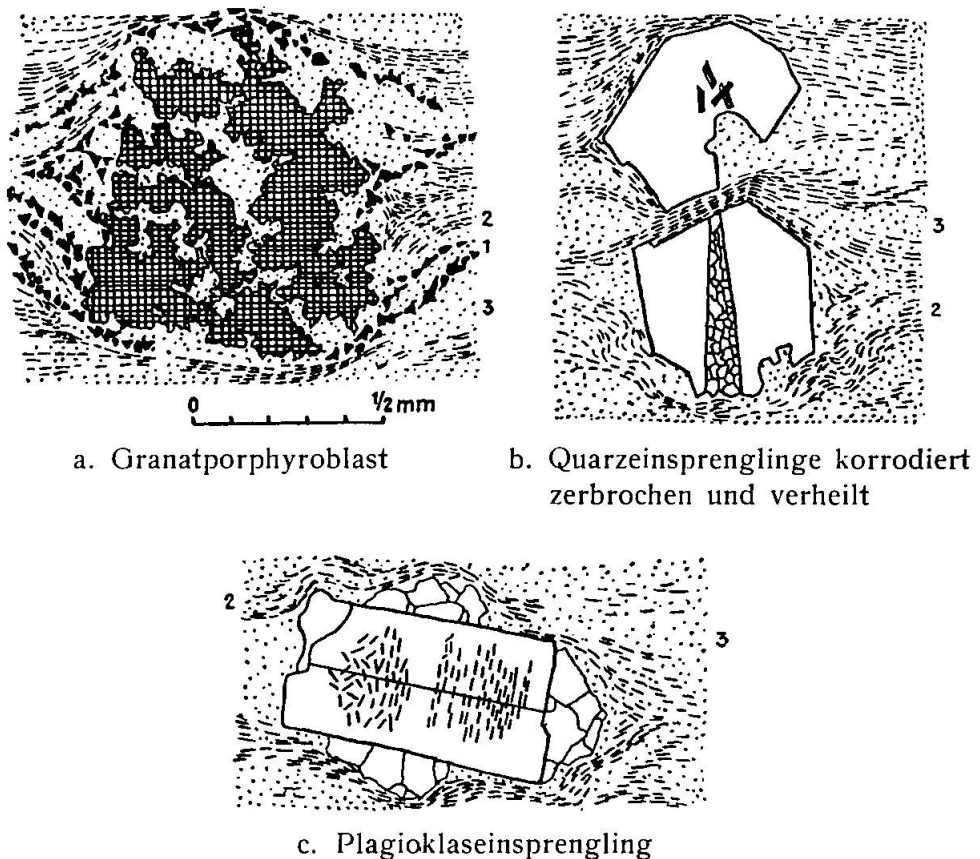 2
1
3
3
2
0 1/2 mm
a. Granatporphyroblast
b. Quarzeinsprenglinge korrodiert
zerbrochen und verheilt
2
3
c. Plagioklaseinsprengling